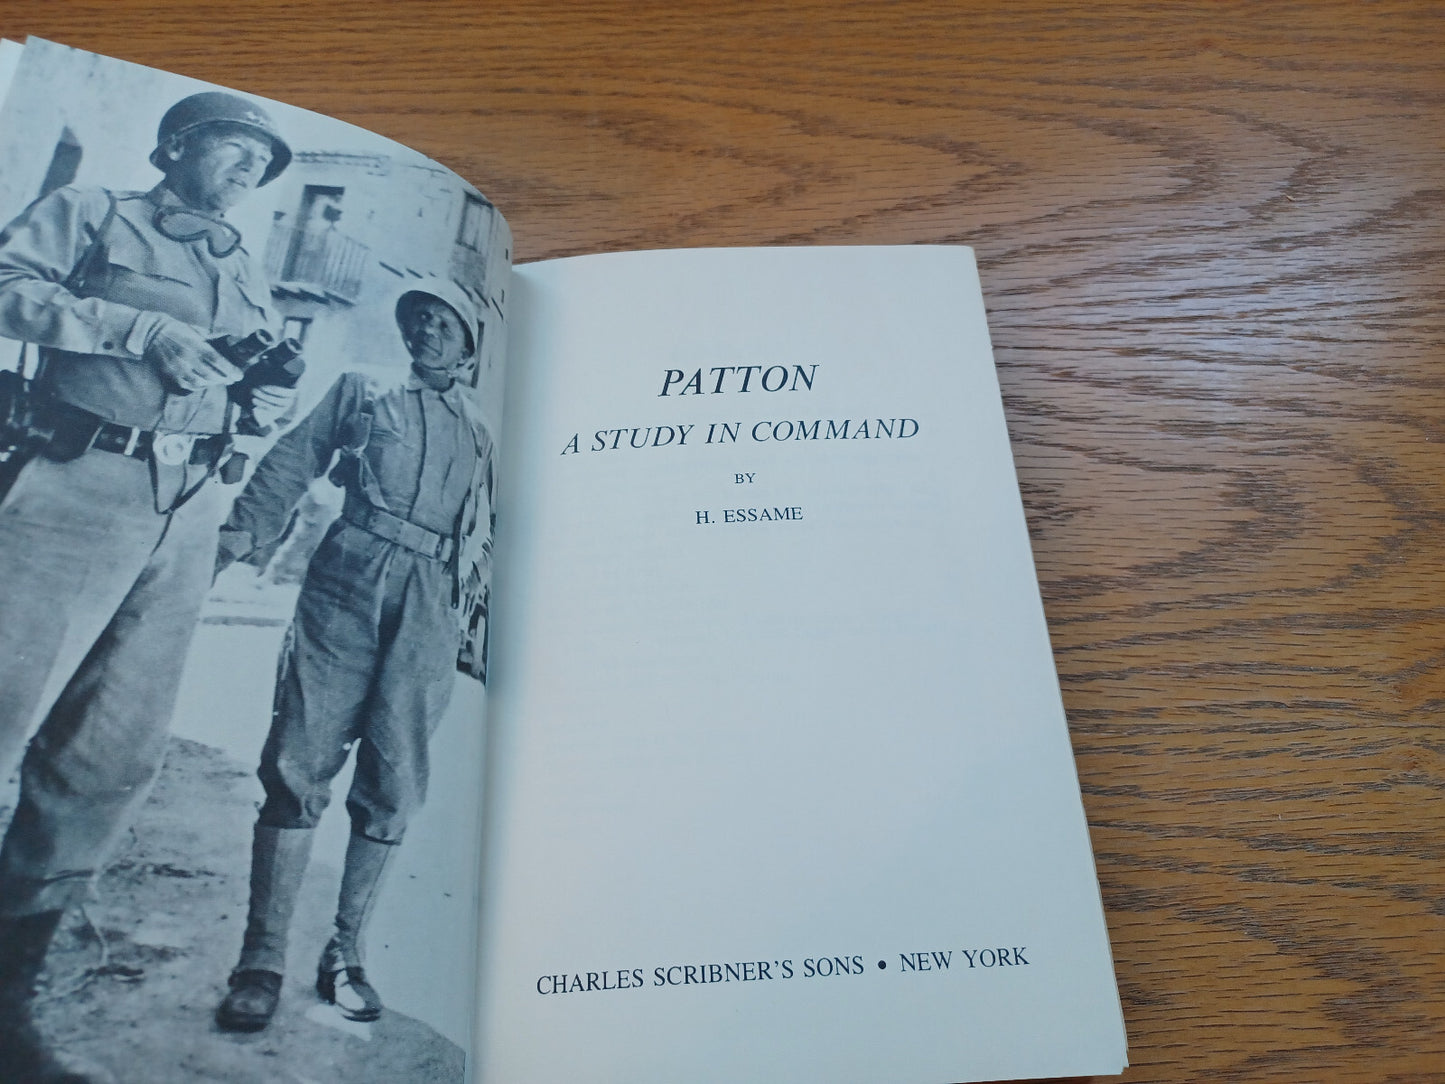 PATTON
A STUDY IN COMMAND
BY
H. ESSAME
CHARLES SCRIBNER'S SONS • NEW YORK